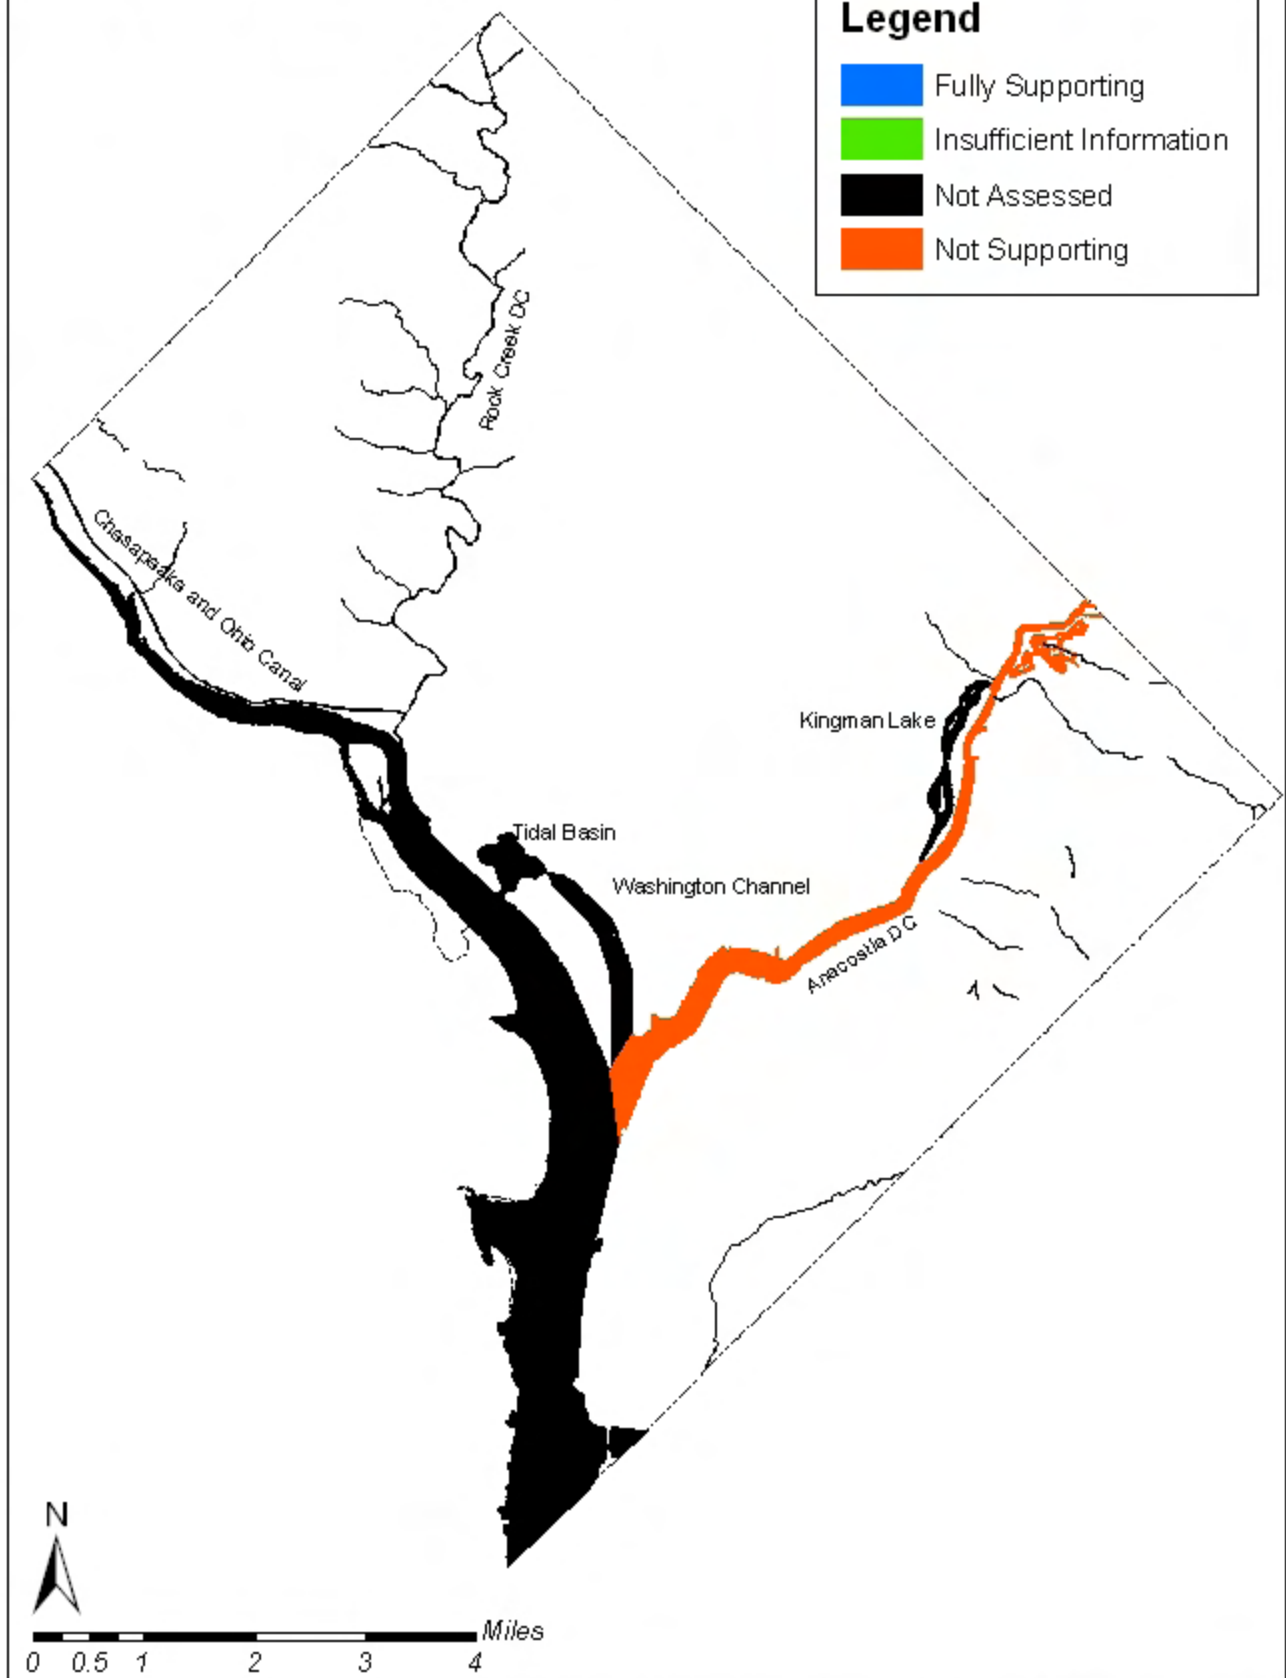 Legend
Fully Supporting
Insufficient Information
Not Assessed
Not Supporting
Rock Creek DC
Chesapeake and Ohio Canal
Kingman Lake
Tidal Basin
Washington Channel
Anacostia DC
N
Miles
0 0.5 1 2 3 4